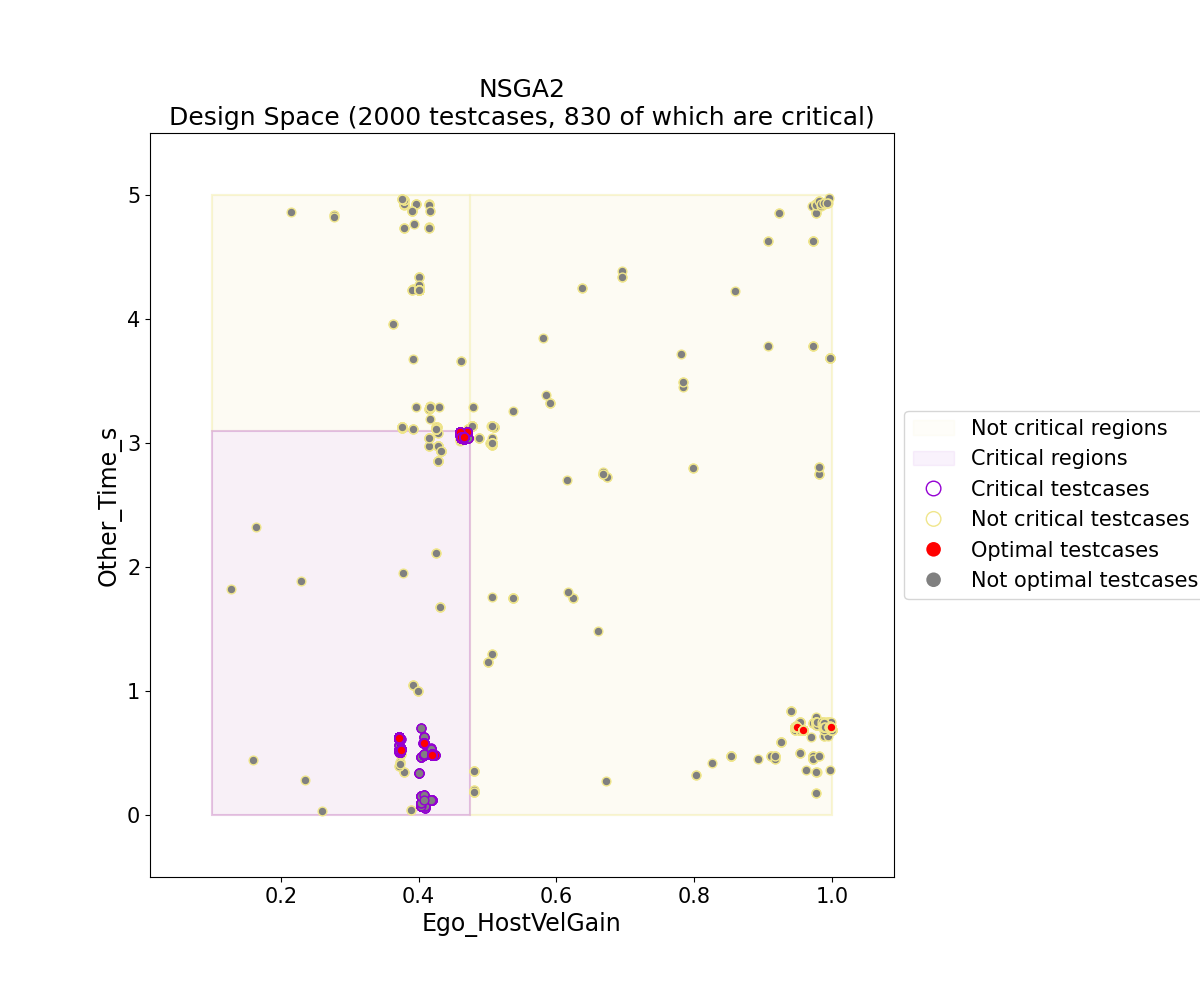 NSGA2
Design Space (2000 testcases, 830 of which are critical)
5
4
3
2
1
0
Other_Time_s
0.2
0.4
0.6
0.8
1.0
Ego_HostVelGain
Not critical regions
Critical regions
Critical testcases
Not critical testcases
Optimal testcases
Not optimal testcases